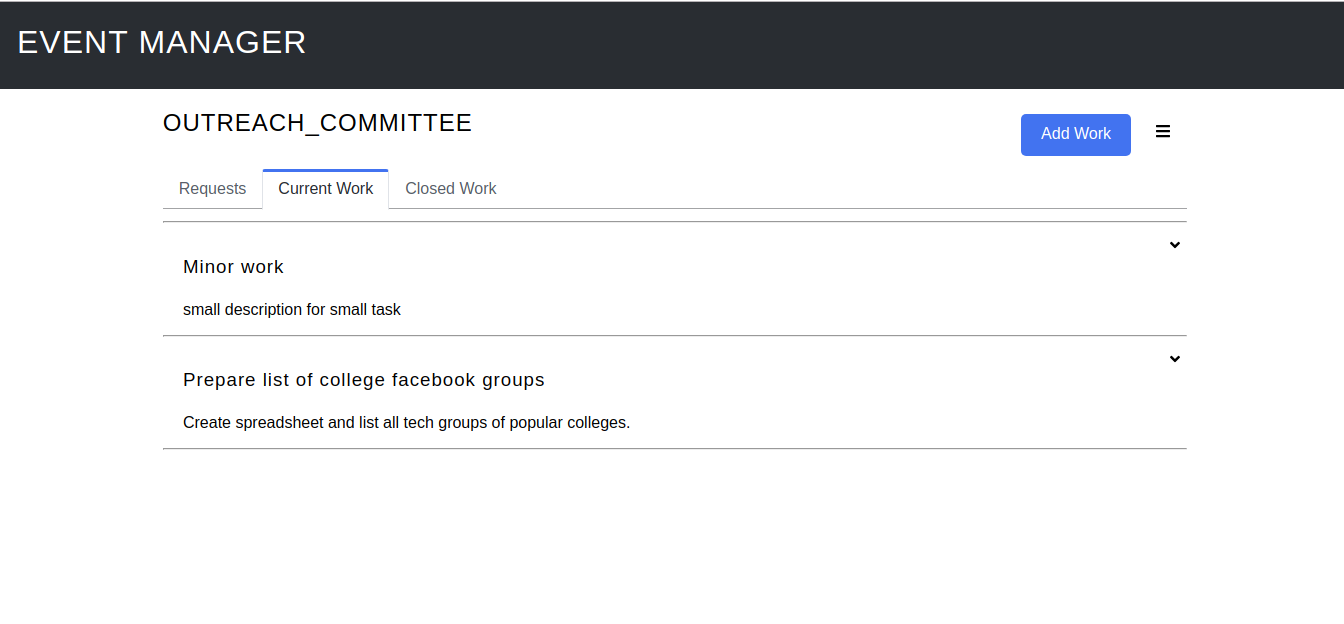 EVENT MANAGER
OUTREACH_COMMITTEE
Add Work
Requests
Current Work
Closed Work
Minor work
small description for small task
Prepare list of college facebook groups
Create spreadsheet and list all tech groups of popular colleges.